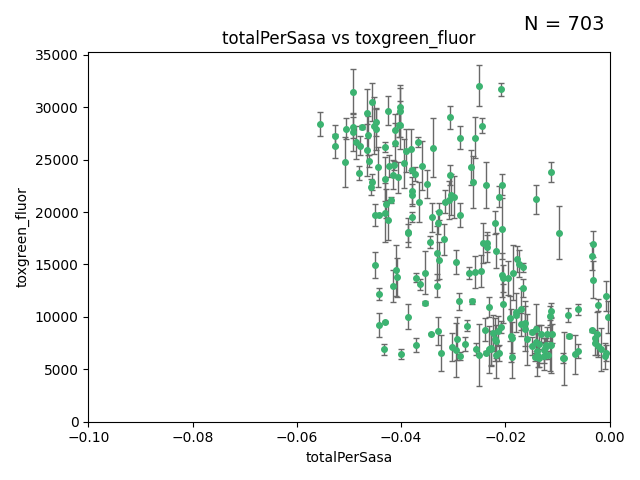 N = 703
totalPerSasa vs toxgreen_fluor
35000
30000
25000
20000
15000
10000
5000
0
toxgreen_fluor
−0.10 −0.08 −0.06 −0.04 −0.02 0.00
totalPerSasa